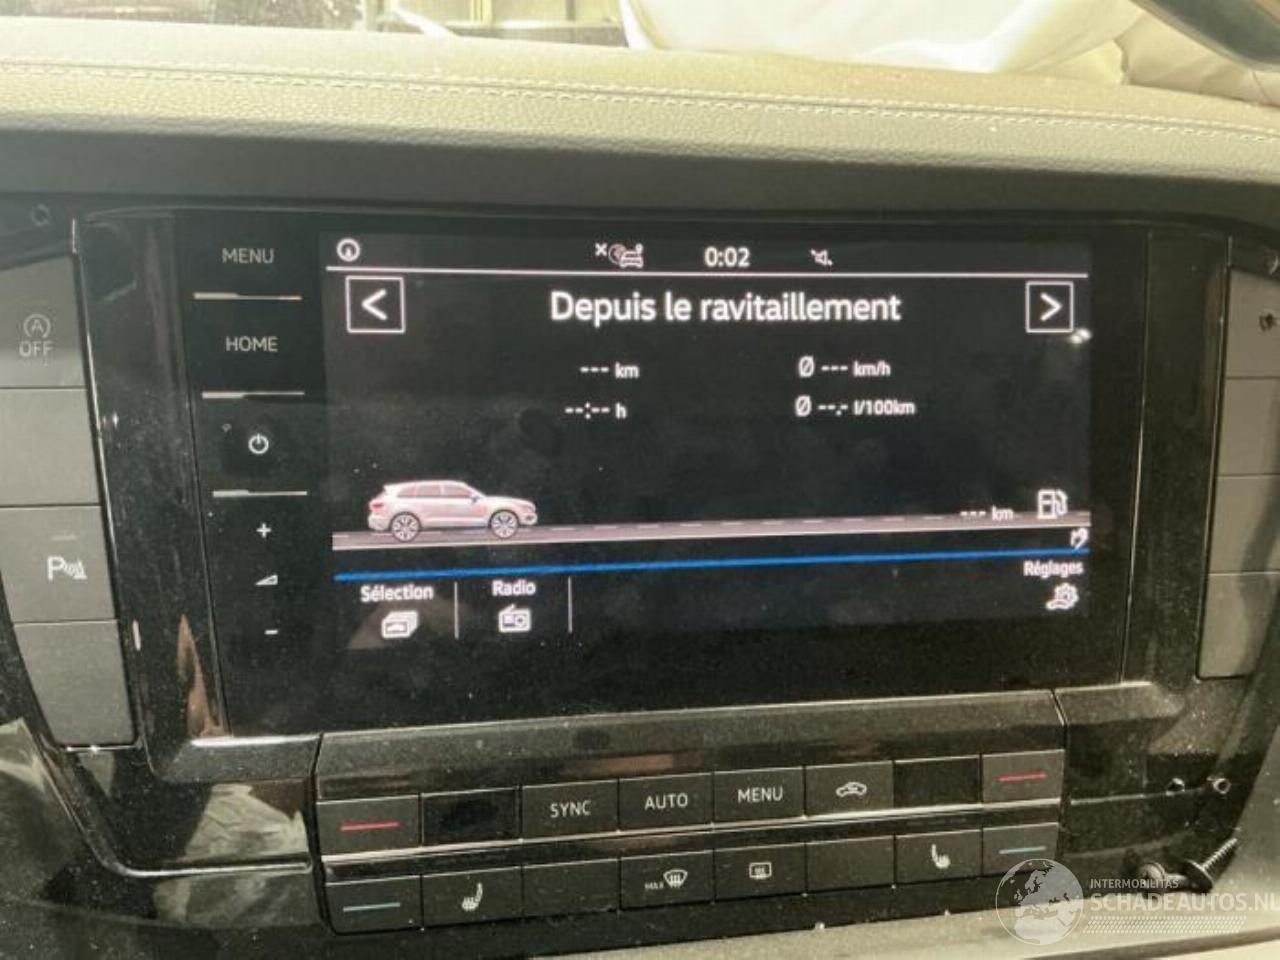 MENU
HOME
OFF
P
+
-
0:02
<
Depuis le ravitaillement
>
--- km
Ø --- km/h
--:-- h
Ø --.- l/100km
--- km
Sélection
Radio
Réglages
SYNC
AUTO
MENU
MAX
INTERMOBILITAS
SCHADEAUTOS.NL